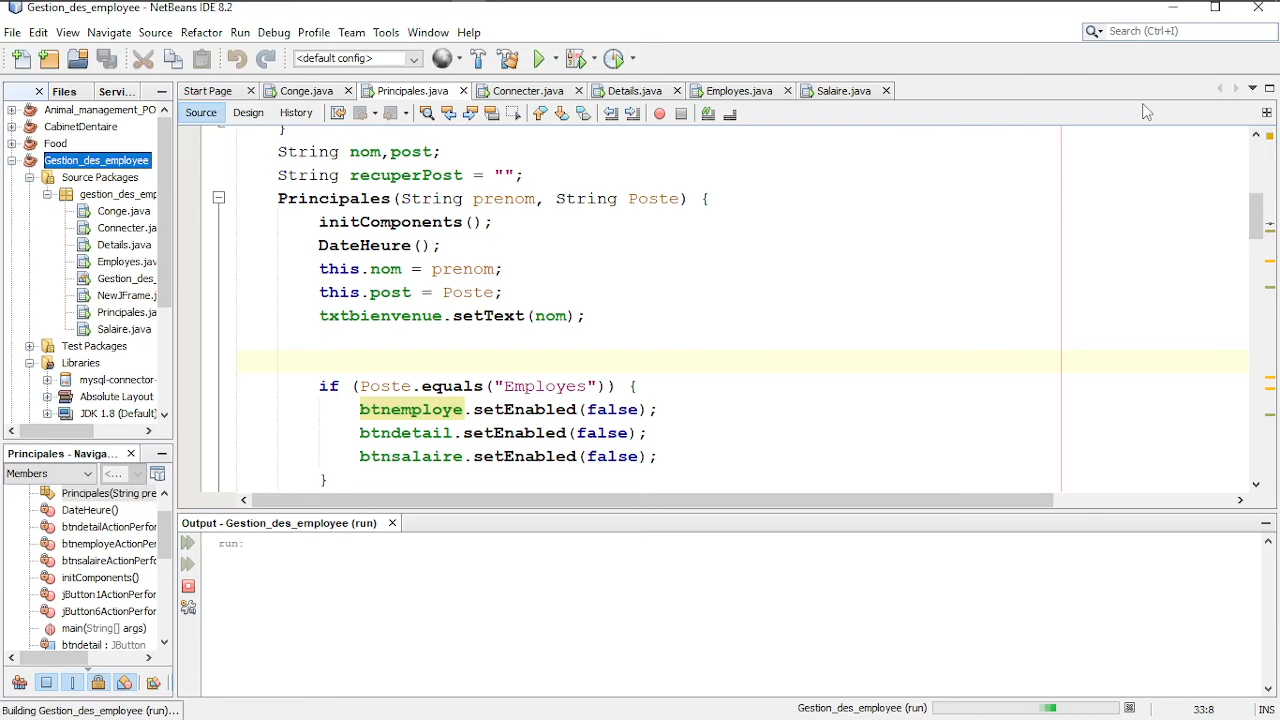 Gestion_des_employee - NetBeans IDE 8.2
File Edit View Navigate Source Refactor Run Debug Profile Team Tools Window Help
Search (Ctrl+I)
<default config>
Files Servi...
Start Page Conge.java Principales.java Connecter.java Details.java Employes.java Salaire.java
Source Design History
Animal_management_PO
CabinetDentaire
Food
Gestion_des_employee
Source Packages
gestion_des_emp
Conge.java
Connecter.ja
Details.java
Employes.jav
Gestion_des_
NewJFrame.j
Principales.ja
Salaire.java
Test Packages
Libraries
mysql-connector-
Absolute Layout
JDK 1.8 (Default)
}
String nom,post;
String recuperPost = "";
Principales(String prenom, String Poste) {
initComponents();
DateHeure();
this.nom = prenom;
this.post = Poste;
txtbienvenue.setText(nom);
if (Poste.equals("Employes")) {
btnemploye.setEnabled(false);
btndetail.setEnabled(false);
btnsalaire.setEnabled(false);
}
Principales - Naviga...
Members <...
Principales(String pre
DateHeure()
btndetailActionPerfor
btnemployeActionPer
btnsalaireActionPerfo
initComponents()
jButton1ActionPerfor
jButton6ActionPerfor
main(String[] args)
btndetail : JButton
Output - Gestion_des_employee (run)
run:
Building Gestion_des_employee (run)...
Gestion_des_employee (run)
33:8
INS